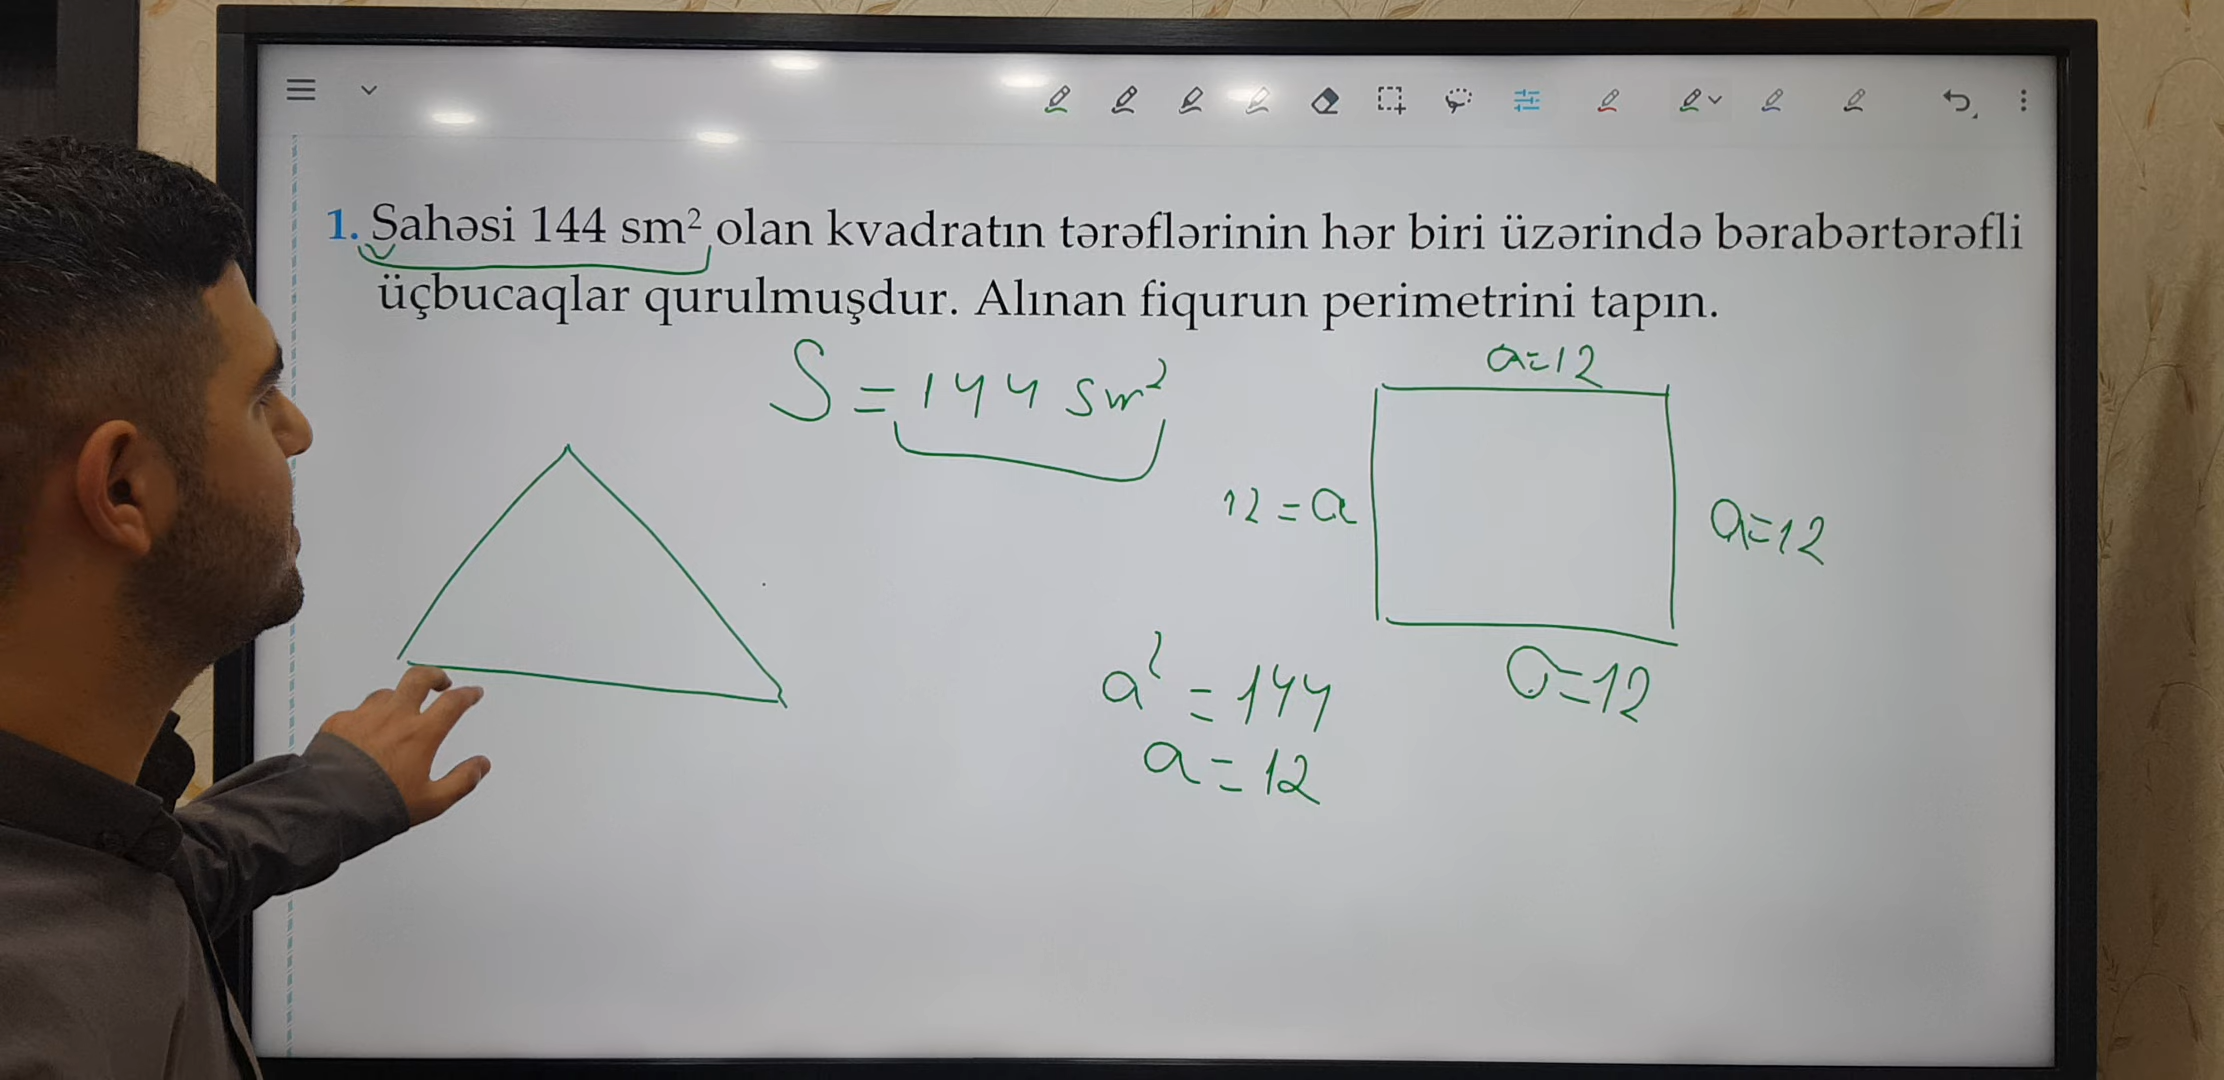 1. Sahəsi 144 sm² olan kvadratın tərəflərinin hər biri üzərində bərabərtərəfli
üçbucaqlar qurulmuşdur. Alınan fiqurun perimetrini tapın.
S = 144 sm²
a=12
12 = a
a=12
a=12
a² = 144
a = 12